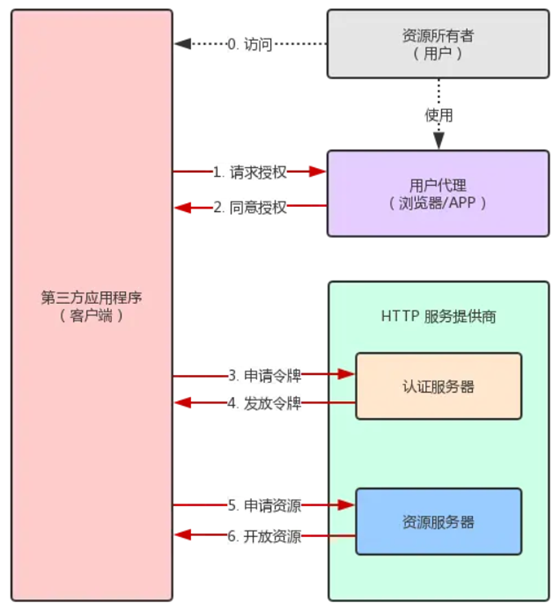 资源所有者
（用户）
0. 访问
使用
用户代理
（浏览器/APP）
1. 请求授权
2. 同意授权
第三方应用程序
（客户端）
HTTP 服务提供商
3. 申请令牌
4. 发放令牌
认证服务器
5. 申请资源
6. 开放资源
资源服务器